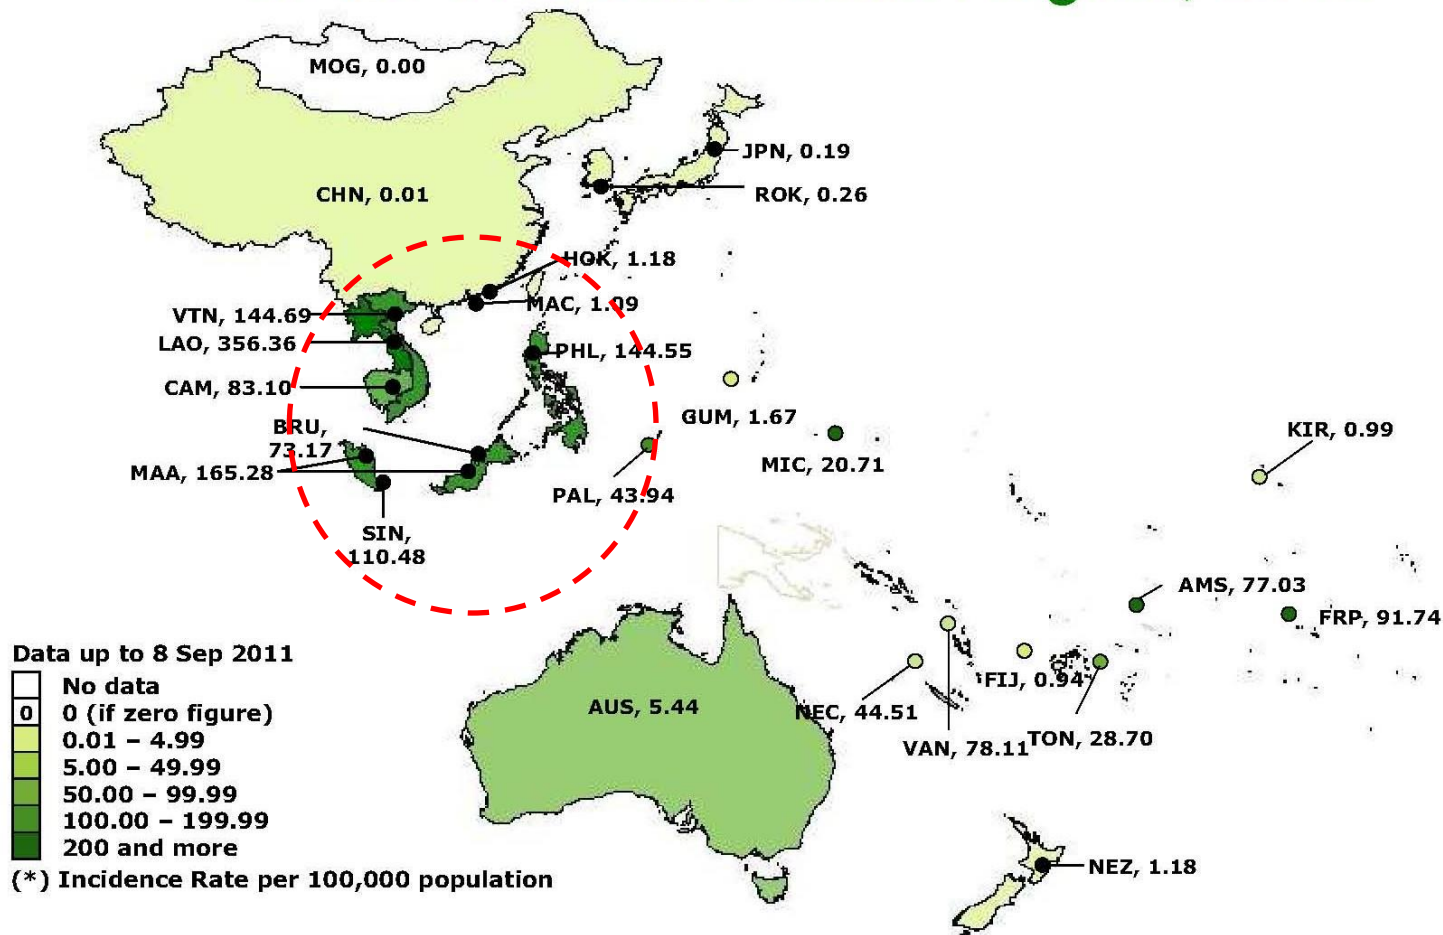 MOG, 0.00
JPN, 0.19
CHN, 0.01
ROK, 0.26
HOK, 1.18
MAC, 1.09
VTN, 144.69
LAO, 356.36
PHL, 144.55
CAM, 83.10
GUM, 1.67
BRU,
73.17
KIR, 0.99
MAA, 165.28
MIC, 20.71
PAL, 43.94
SIN,
110.48
AMS, 77.03
FRP, 91.74
Data up to 8 Sep 2011
No data
0 0 (if zero figure)
0.01 – 4.99
5.00 – 49.99
50.00 – 99.99
100.00 – 199.99
200 and more
(*) Incidence Rate per 100,000 population
AUS, 5.44
FIJ, 0.94
NEC, 44.51
VAN, 78.11
TON, 28.70
NEZ, 1.18